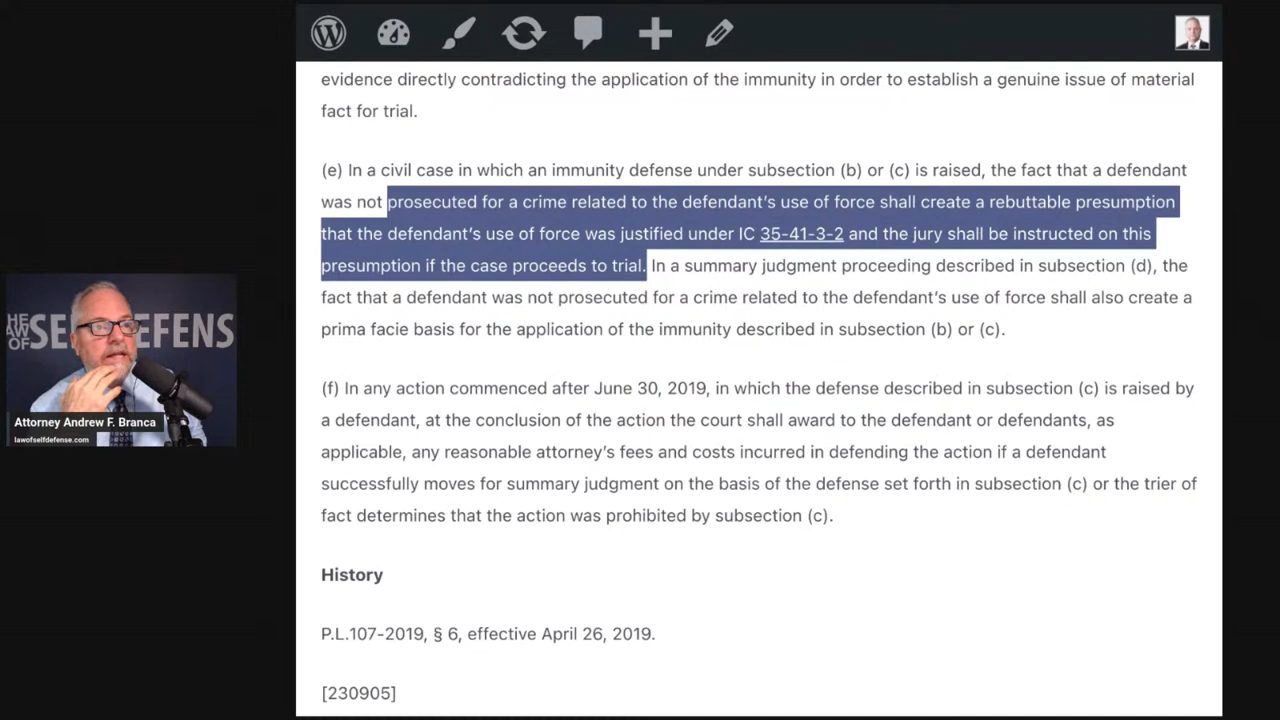 evidence directly contradicting the application of the immunity in order to establish a genuine issue of material
fact for trial.
(e) In a civil case in which an immunity defense under subsection (b) or (c) is raised, the fact that a defendant
was not prosecuted for a crime related to the defendant’s use of force shall create a rebuttable presumption
that the defendant’s use of force was justified under IC 35-41-3-2 and the jury shall be instructed on this
presumption if the case proceeds to trial. In a summary judgment proceeding described in subsection (d), the
fact that a defendant was not prosecuted for a crime related to the defendant’s use of force shall also create a
prima facie basis for the application of the immunity described in subsection (b) or (c).
(f) In any action commenced after June 30, 2019, in which the defense described in subsection (c) is raised by
a defendant, at the conclusion of the action the court shall award to the defendant or defendants, as
applicable, any reasonable attorney’s fees and costs incurred in defending the action if a defendant
successfully moves for summary judgment on the basis of the defense set forth in subsection (c) or the trier of
fact determines that the action was prohibited by subsection (c).
History
P.L.107-2019, § 6, effective April 26, 2019.
[230905]
THE
LAW
OF
SE DEFENS
Attorney Andrew F. Branca
lawofselfdefense.com